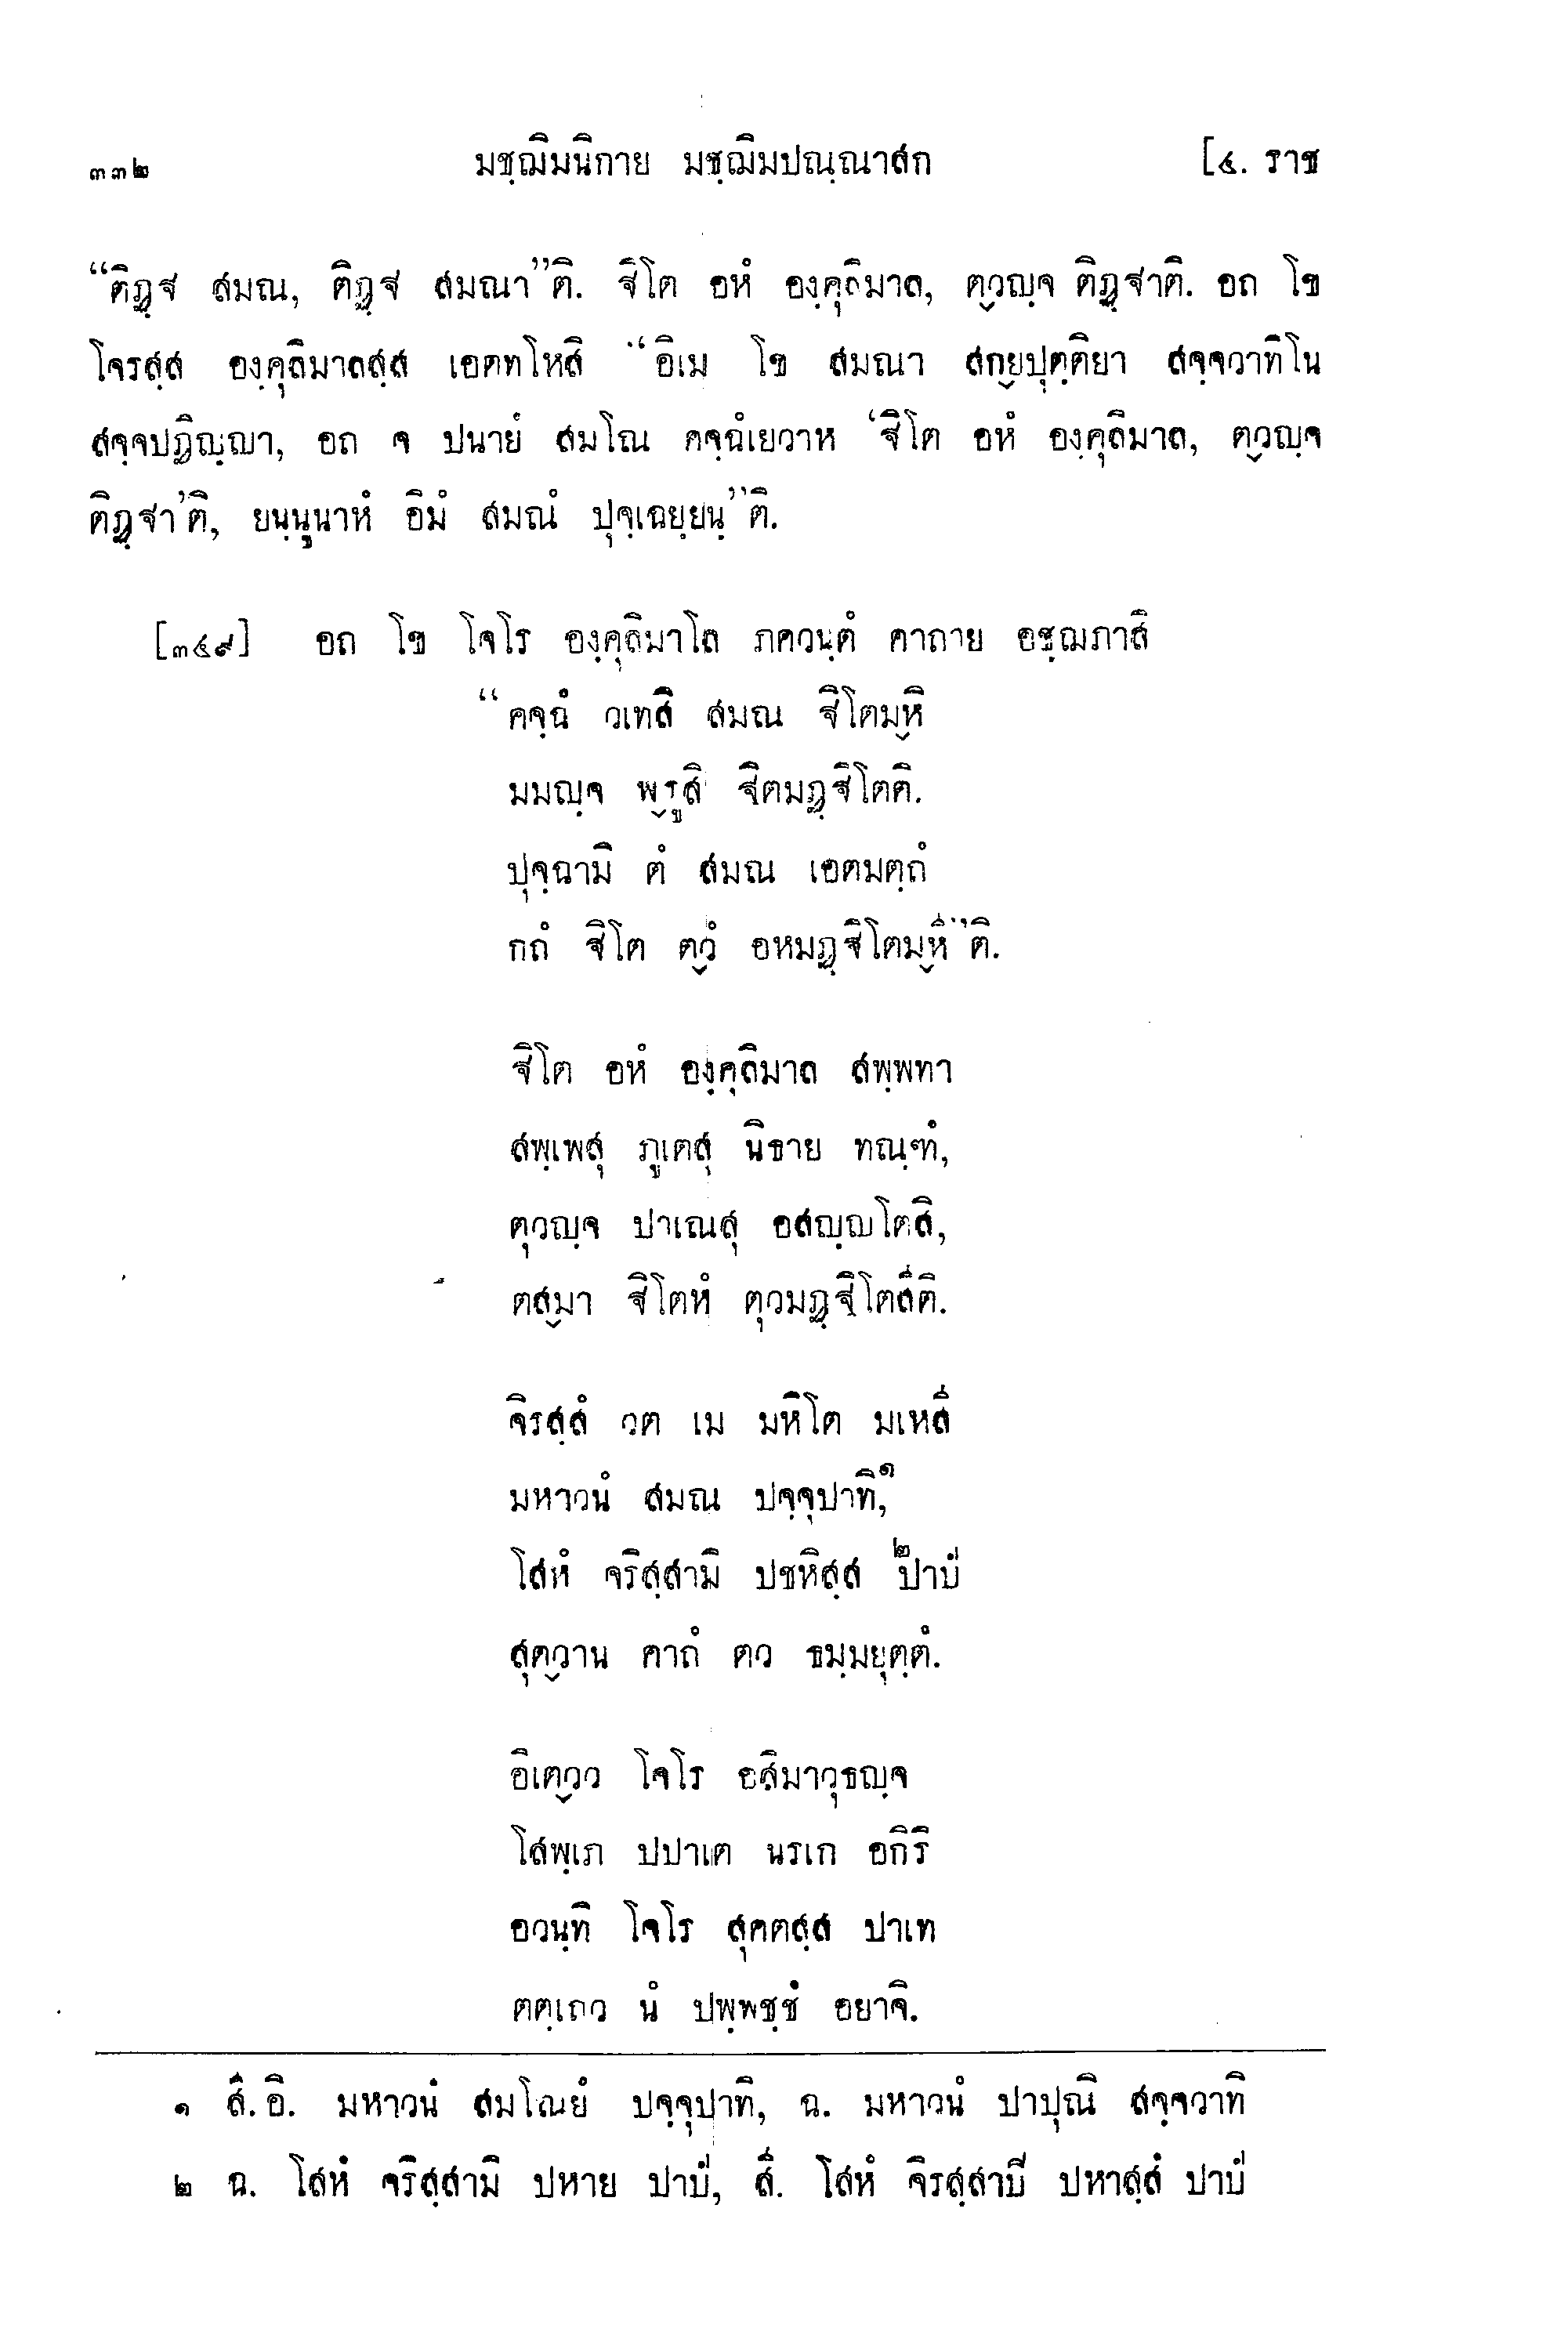 ๓๓๒ มชฺฌิมนิกาย มชฺฌิมปณฺณาสก [๔. ราช
“ติฏฺฐ สมณ, ติฏฺฐ สมณา”ติ. ฐิโต อหํ องฺคุลิมาล, ตฺวญฺจ ติฏฺฐาติ. อถ โข
โจรสฺส องฺคุลิมาลสฺส เอตทโหสิ “อิเม โข สมณา สกฺยปุตฺติยา สจฺจวาทิโน
สจฺจปฏิญฺญา, อถ จ ปนายํ สมโณ คจฺฉํเยวาห ‘ฐิโต อหํ องฺคุลิมาล, ตฺวญฺจ
ติฏฺฐา’ติ, ยนฺนูนาหํ อิมํ สมณํ ปุจฺเฉยฺยนฺ”ติ.
[๓๔๙] อถ โข โจโร องฺคุลิมาโล ภควนฺตํ คาถาย อชฺฌภาสิ
“คจฺฉํ วเทสิ สมณ ฐิโตมฺหิ
มมญฺจ พฺรูสิ ฐิตมฏฺฐิโตติ.
ปุจฺฉามิ ตํ สมณ เอตมตฺถํ
กถํ ฐิโต ตฺวํ อหมฏฺฐิโตมฺหี”ติ.
ฐิโต อหํ องฺคุลิมาล สพฺพทา
สพฺเพสุ ภูเตสุ นิธาย ทณฺฑํ,
ตุวญฺจ ปาเณสุ อสญฺญโตสิ,
ตสฺมา ฐิโตหํ ตุวมฏฺฐิโตสีติ.
จิรสฺสํ วต เม มหิโต มเหสี
มหาวนํ สมณ ปจฺจุปาทิ,๑
โสหํ จริสฺสามิ ปชหิสฺส ๒ปาปํ
สุตฺวาน คาถํ ตว ธมฺมยุตฺตํ.
อิเตฺวว โจโร อสิมาวุธญฺจ
โสพฺเภ ปปาเต นรเก อกิริ
อวนฺทิ โจโร สุคตสฺส ปาเท
ตตฺเถว นํ ปพฺพชฺชํ อยาจิ.
๑ สี. อิ. มหาวนํ สมโณยํ ปจฺจุปาทิ, ฉ. มหาวนํ ปาปุณิ สจฺจวาทิ
๒ ฉ. โสหํ จริสฺสามิ ปหาย ปาปํ, สี. โสหํ จิรสฺสาปิ ปหาสฺสํ ปาปํ